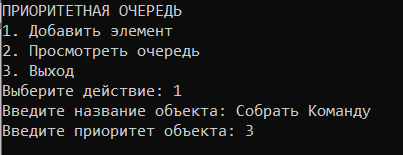 ПРИОРИТЕТНАЯ ОЧЕРЕДЬ
1. Добавить элемент
2. Просмотреть очередь
3. Выход
Выберите действие: 1
Введите название объекта: Собрать Команду
Введите приоритет объекта: 3